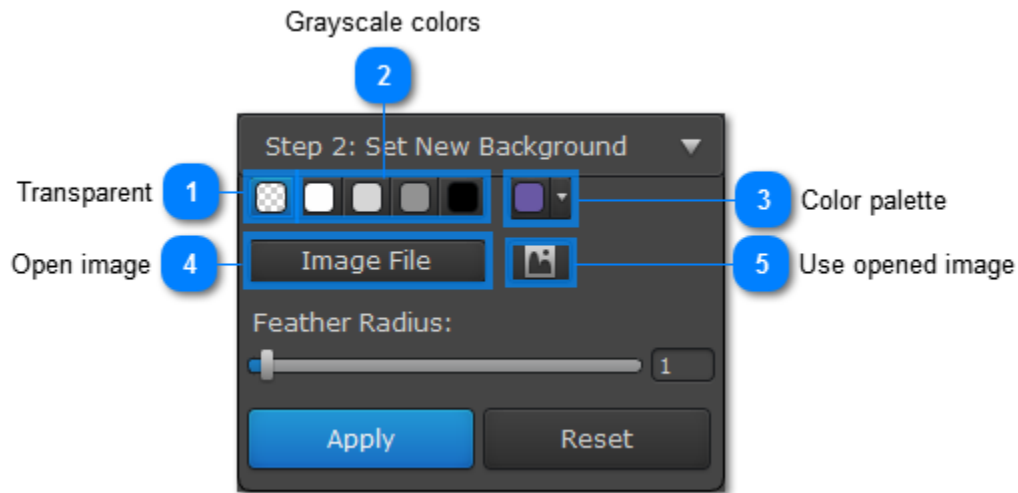 Grayscale colors
2
Step 2: Set New Background
Transparent 1
3 Color palette
Open image 4 Image File
5 Use opened image
Feather Radius:
1
Apply Reset